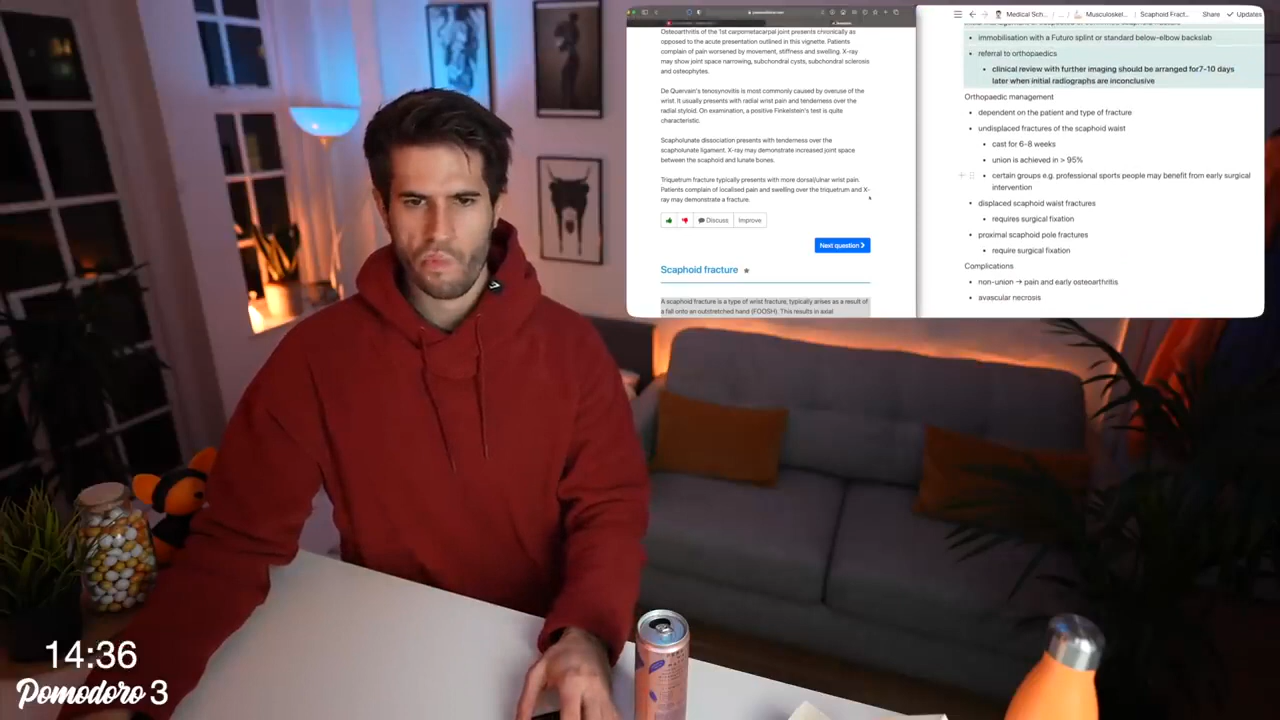 Osteoarthritis of the 1st carpometacarpal joint presents chronically as
opposed to the acute presentation outlined in this vignette. Patients
complain of pain worsened by movement, stiffness and swelling. X-ray
may show joint space narrowing, subchondral cysts, subchondral sclerosis
and osteophytes.
De Quervain's tenosynovitis is most commonly caused by overuse of the
wrist. It usually presents with radial wrist pain and tenderness over the
radial styloid. On examination, a positive Finkelstein's test is quite
characteristic.
Scapholunate dissociation presents with tenderness over the
scapholunate ligament. X-ray may demonstrate increased joint space
between the scaphoid and lunate bones.
Triquetrum fracture typically presents with more dorsal/ulnar wrist pain.
Patients complain of localised pain and swelling over the triquetrum and X-
ray may demonstrate a fracture.
Discuss
Improve
Next question
Scaphoid fracture
A scaphoid fracture is a type of wrist fracture, typically arises as a result of
a fall onto an outstretched hand (FOOSH). This results in axial
Medical Sch... / ... / Musculoskel... / Scaphoid Fract...
Share
Updates
immobilisation with a Futuro splint or standard below-elbow backslab
referral to orthopaedics
clinical review with further imaging should be arranged for7-10 days
later when initial radiographs are inconclusive
Orthopaedic management
dependent on the patient and type of fracture
undisplaced fractures of the scaphoid waist
cast for 6-8 weeks
union is achieved in > 95%
certain groups e.g. professional sports people may benefit from early surgical
intervention
displaced scaphoid waist fractures
requires surgical fixation
proximal scaphoid pole fractures
require surgical fixation
Complications
non-union → pain and early osteoarthritis
avascular necrosis
14:36
Pomodoro 3